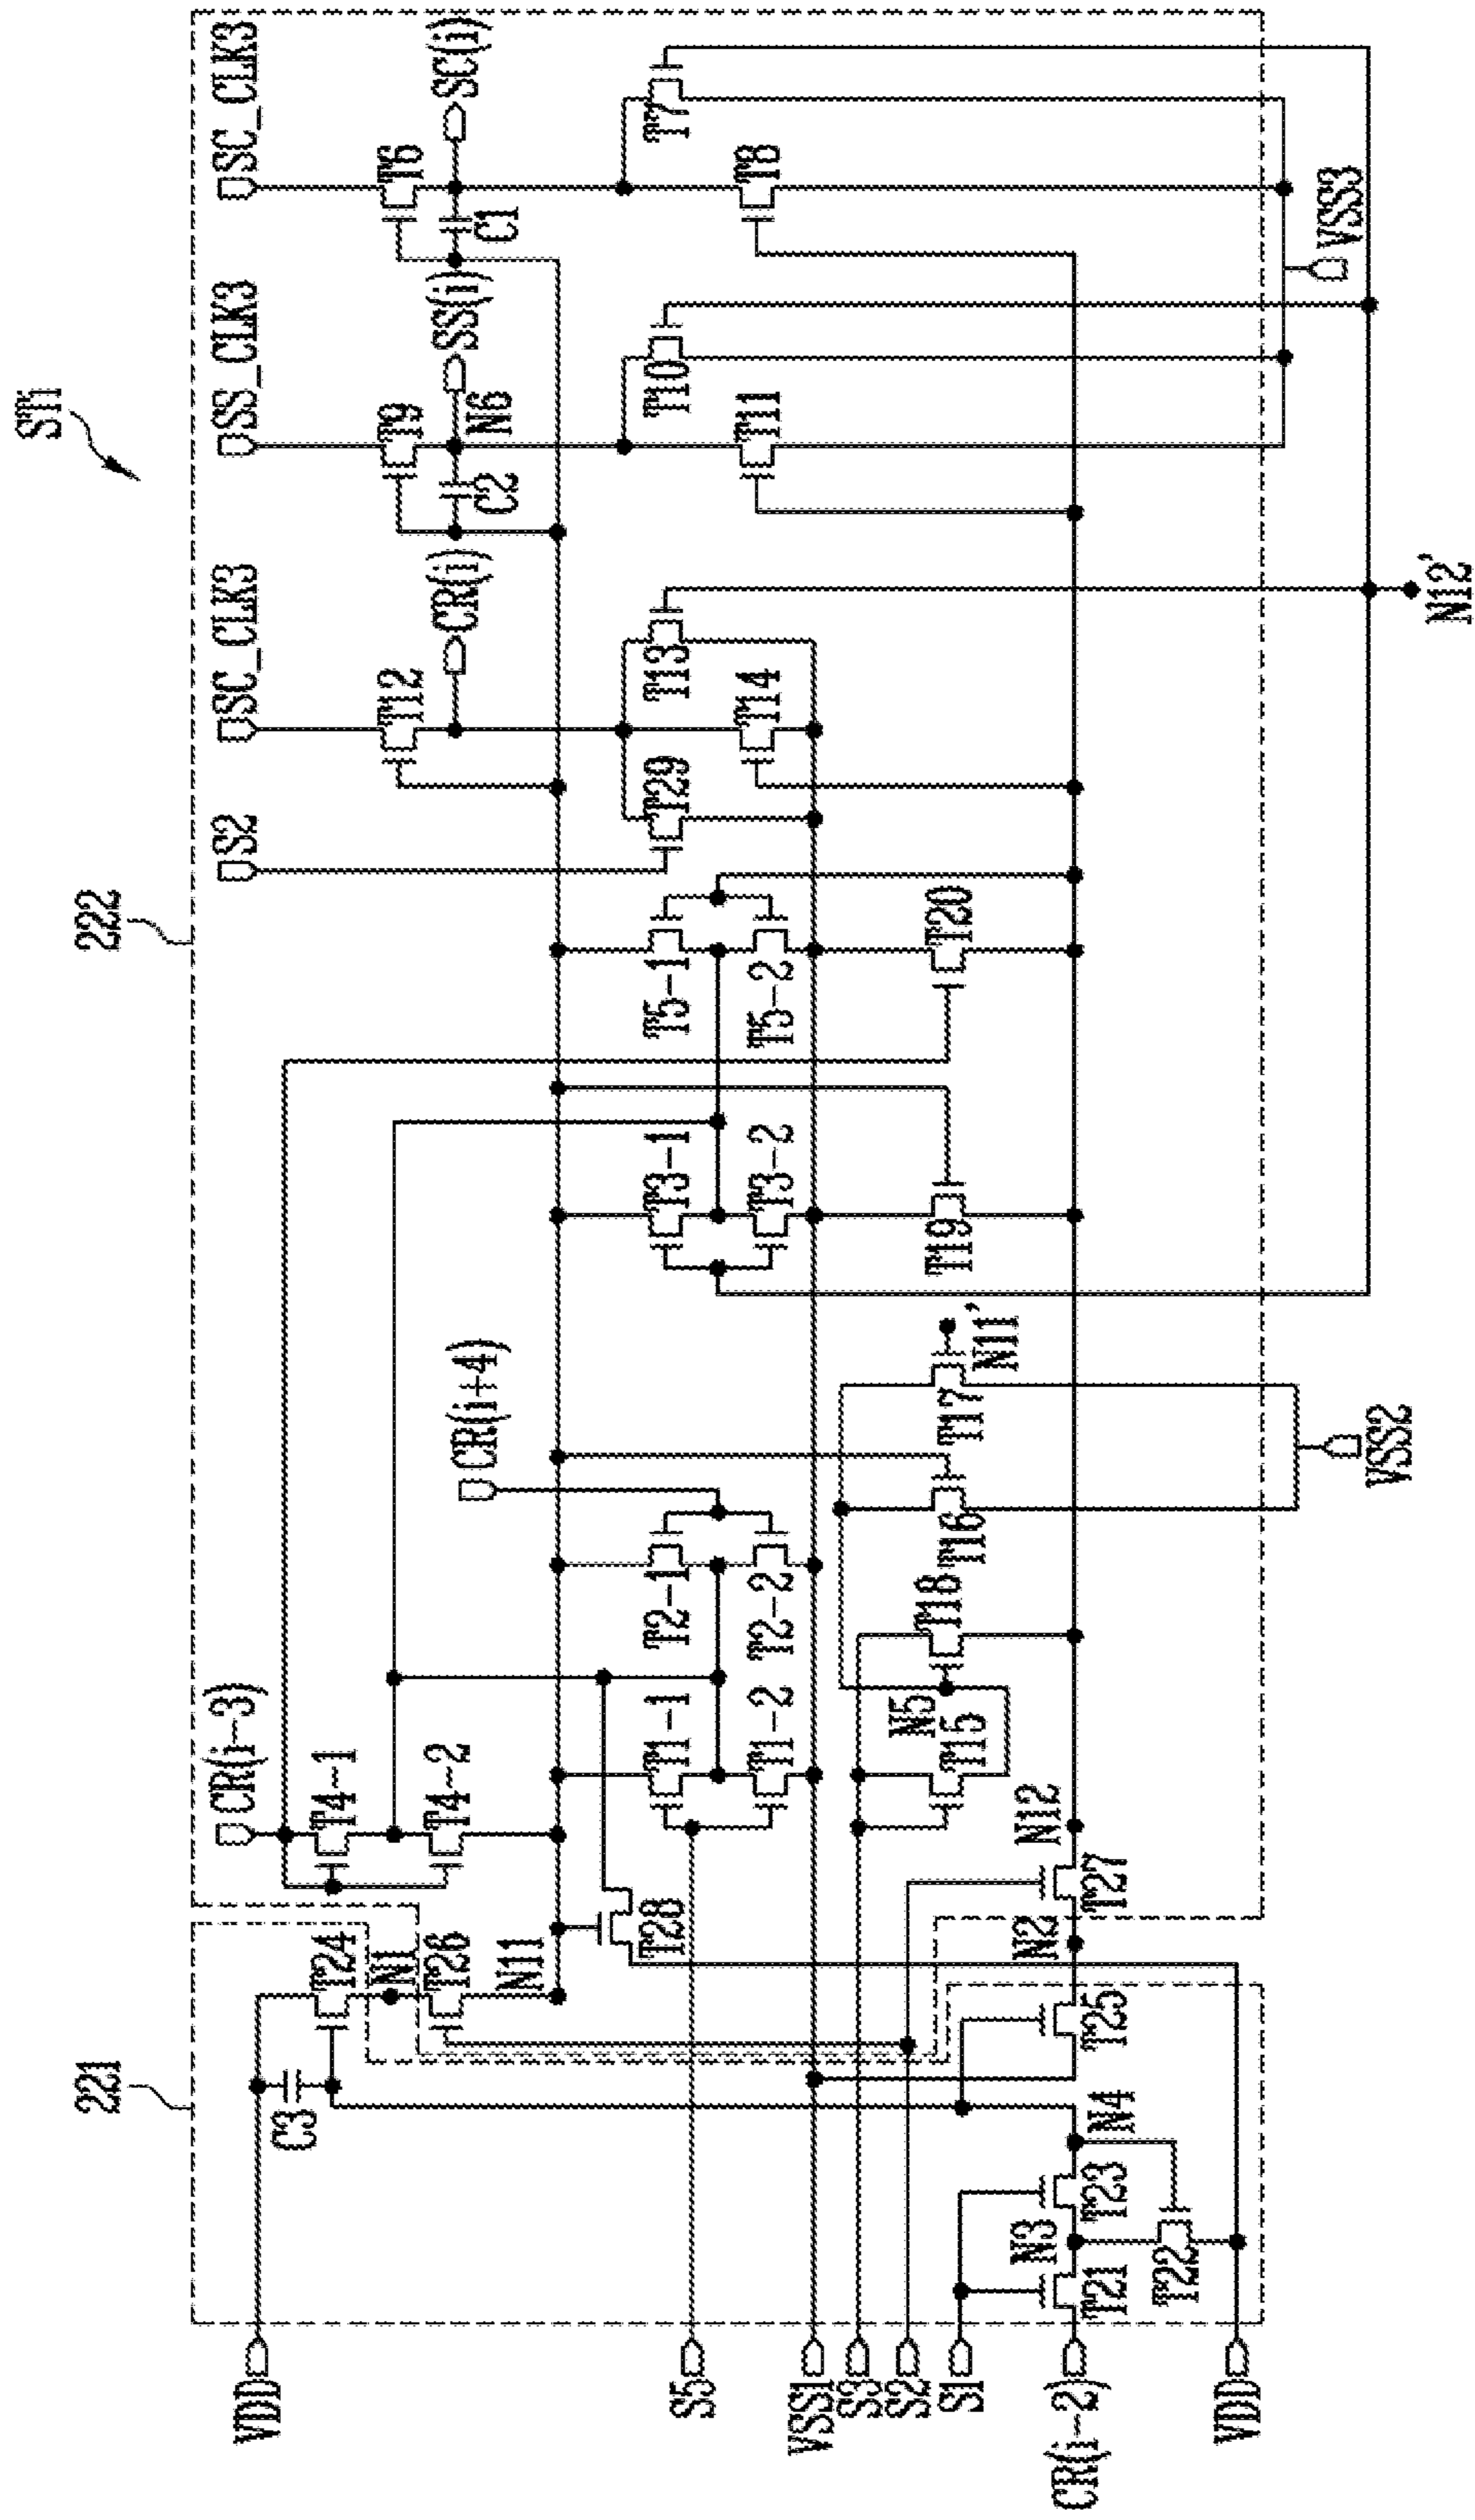 STi
222
221
SC_CLK3
SS_CLK3
SC_CLK3
S2
CR(i-3)
T6
SC(i)
C1
T9
SS(i)
N6
C2
T12
CR(i)
CR(i+4)
T4-1
T4-2
VDD
C3
T24
N1
T26
N11
T28
T7
T8
T10
T11
T13
T14
T29
T5-1
T5-2
T20
T3-1
T3-2
T19
T2-1
T2-2
T1-1
T1-2
N11'
T17
T16
T18
N5
T15
N12
T27
N2
T25
N4
T23
N3
T21
T22
S5
VSS1
S3
S2
S1
CR(i-2)
VDD
VSS2
VSS3
N12'